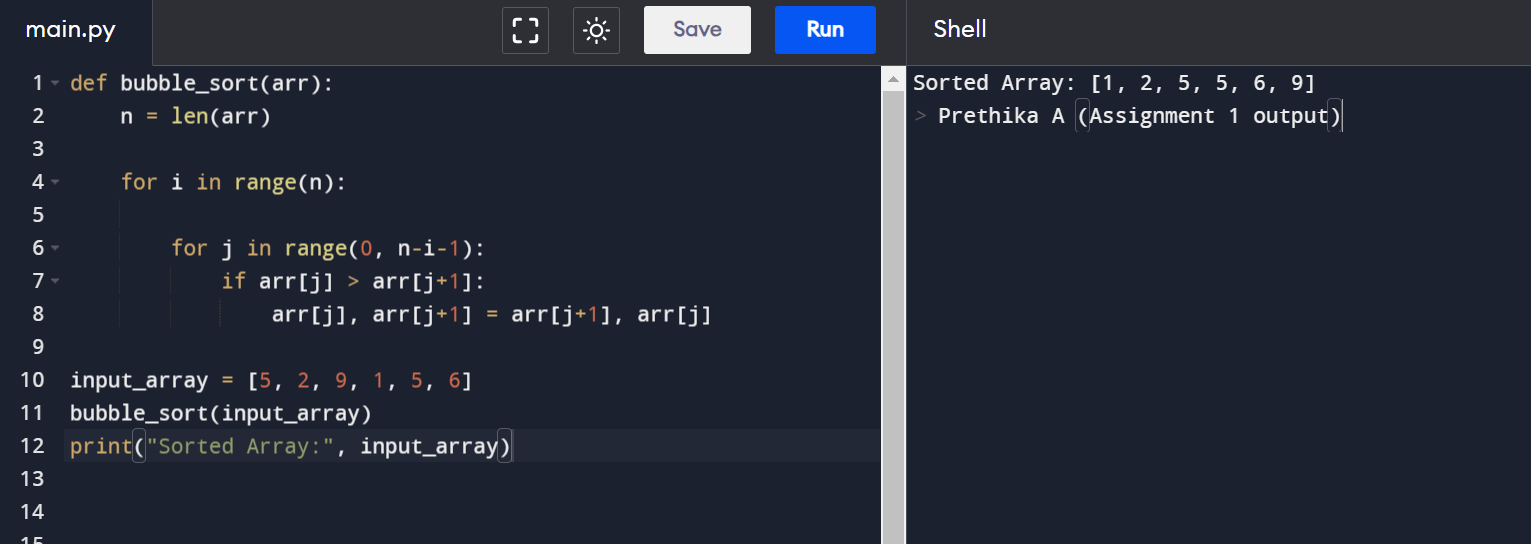 main.py Save Run Shell
1 def bubble_sort(arr):
2     n = len(arr)
3
4     for i in range(n):
5
6         for j in range(0, n-i-1):
7             if arr[j] > arr[j+1]:
8                 arr[j], arr[j+1] = arr[j+1], arr[j]
9
10 input_array = [5, 2, 9, 1, 5, 6]
11 bubble_sort(input_array)
12 print("Sorted Array:", input_array)
13
14
15
Sorted Array: [1, 2, 5, 5, 6, 9]
> Prethika A (Assignment 1 output)